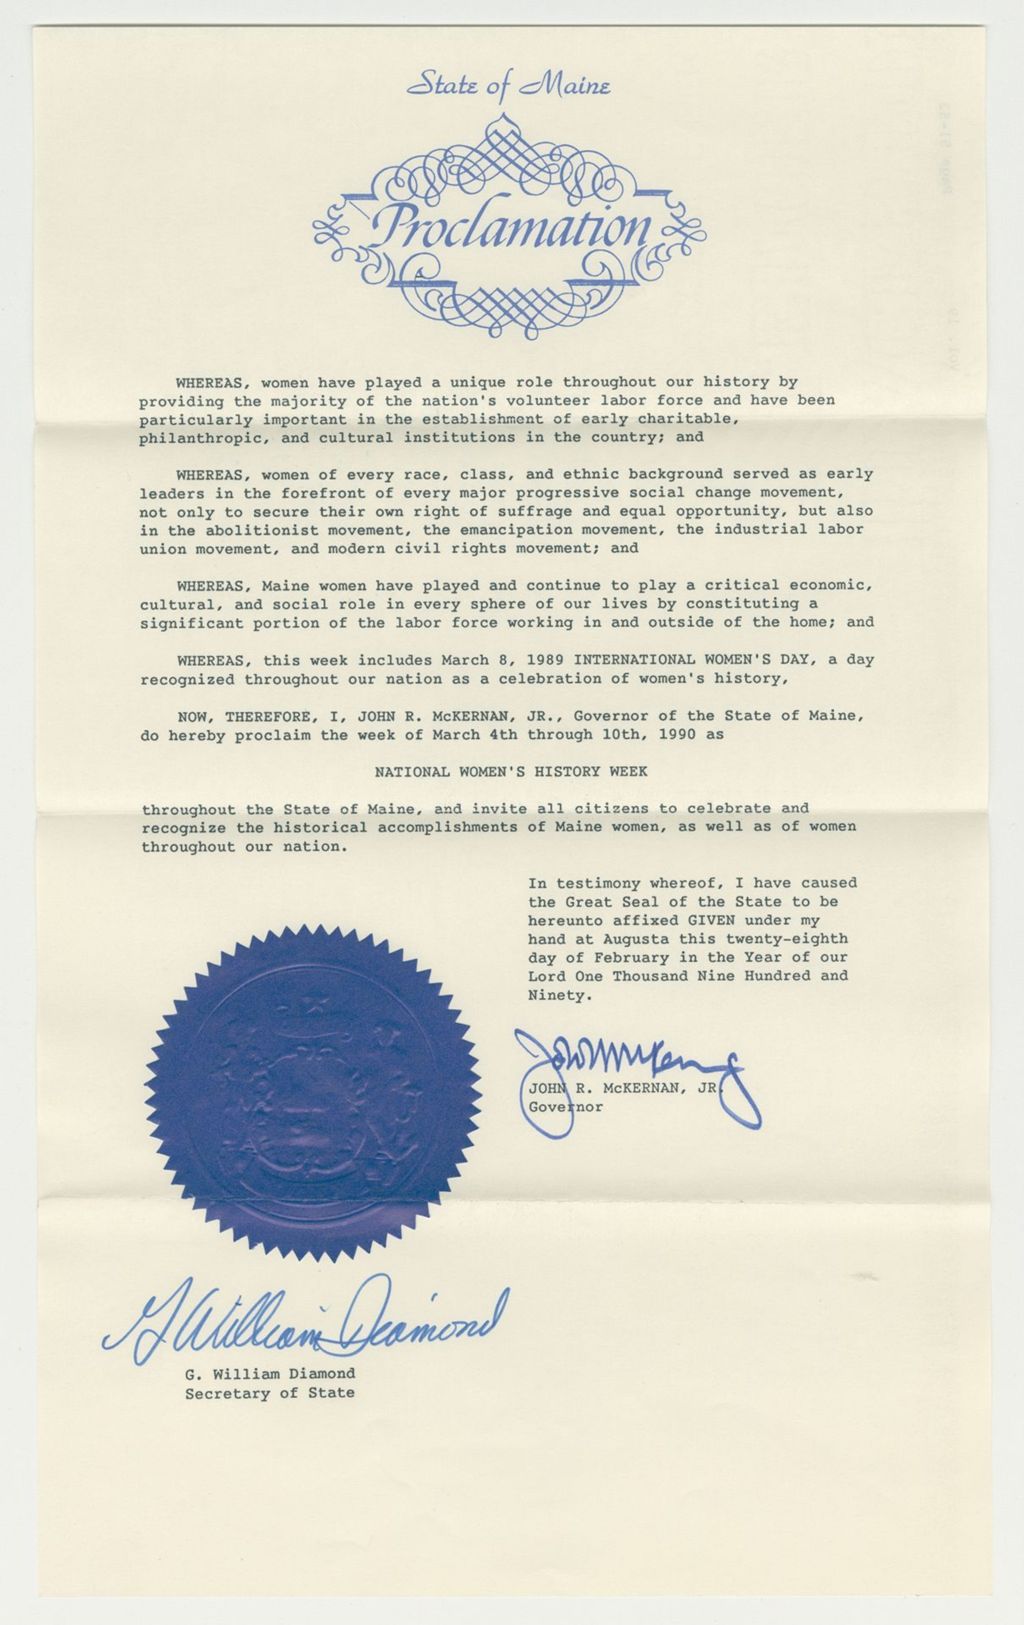 State of Maine
Proclamation
WHEREAS, women have played a unique role throughout our history by
providing the majority of the nation's volunteer labor force and have been
particularly important in the establishment of early charitable,
philanthropic, and cultural institutions in the country; and
WHEREAS, women of every race, class, and ethnic background served as early
leaders in the forefront of every major progressive social change movement,
not only to secure their own right of suffrage and equal opportunity, but also
in the abolitionist movement, the emancipation movement, the industrial labor
union movement, and modern civil rights movement; and
WHEREAS, Maine women have played and continue to play a critical economic,
cultural, and social role in every sphere of our lives by constituting a
significant portion of the labor force working in and outside of the home; and
WHEREAS, this week includes March 8, 1989 INTERNATIONAL WOMEN'S DAY, a day
recognized throughout our nation as a celebration of women's history,
NOW, THEREFORE, I, JOHN R. McKERNAN, JR., Governor of the State of Maine,
do hereby proclaim the week of March 4th through 10th, 1990 as
NATIONAL WOMEN'S HISTORY WEEK
throughout the State of Maine, and invite all citizens to celebrate and
recognize the historical accomplishments of Maine women, as well as of women
throughout our nation.
In testimony whereof, I have caused
the Great Seal of the State to be
hereunto affixed GIVEN under my
hand at Augusta this twenty-eighth
day of February in the Year of our
Lord One Thousand Nine Hundred and
Ninety.
JOHN R. McKERNAN, JR.
Governor
G William Diamond
G. William Diamond
Secretary of State